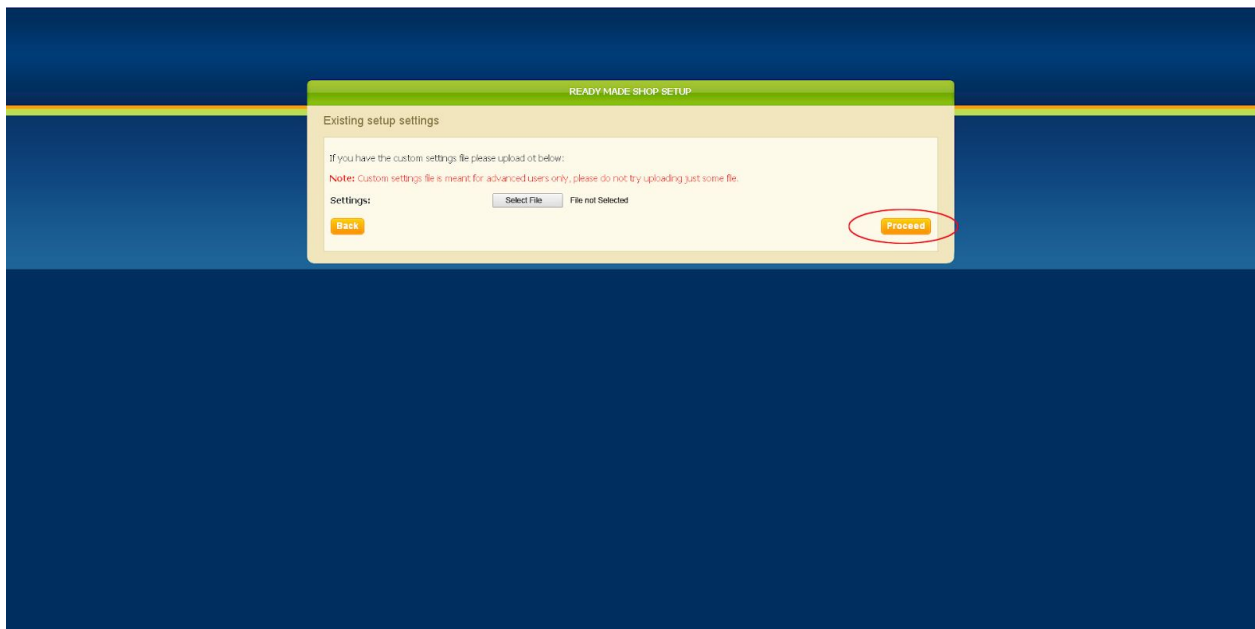 READY MADE SHOP SETUP
Existing setup settings
If you have the custom settings file please upload ot below:
Note: Custom settings file is meant for advanced users only, please do not try uploading just some file.
Settings: Select File File not Selected
Back Proceed